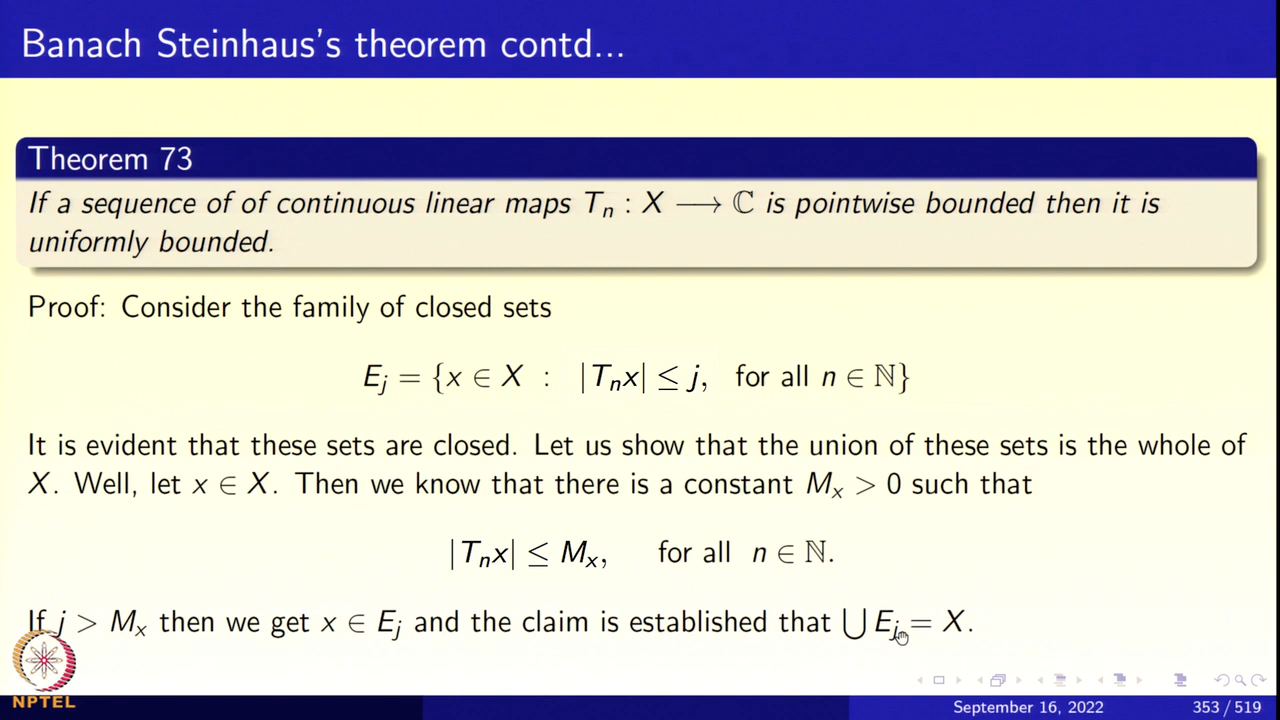 Banach Steinhaus's theorem contd...
Theorem 73
If a sequence of of continuous linear maps Tₙ : X ⟶ ℂ is pointwise bounded then it is
uniformly bounded.
Proof: Consider the family of closed sets
Eⱼ = {x ∈ X : |Tₙx| ≤ j, for all n ∈ ℕ}
It is evident that these sets are closed. Let us show that the union of these sets is the whole of
X. Well, let x ∈ X. Then we know that there is a constant Mₓ > 0 such that
|Tₙx| ≤ Mₓ, for all n ∈ ℕ.
If j > Mₓ then we get x ∈ Eⱼ and the claim is established that ⋃ Eⱼ = X.
NPTEL
September 16, 2022 353 / 519